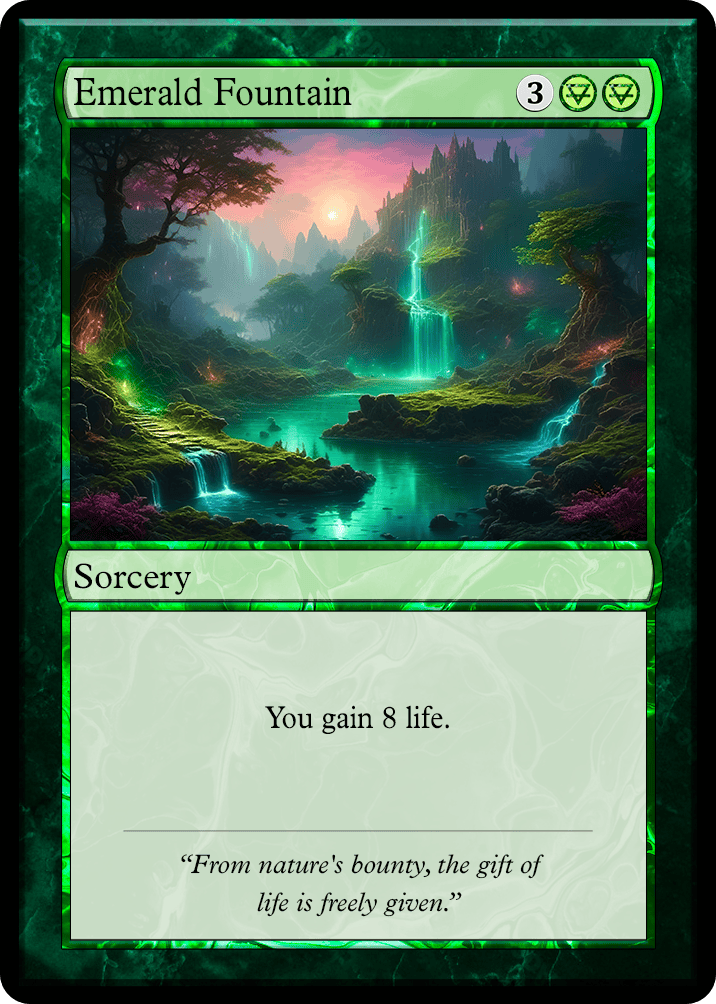 Emerald Fountain 3
Sorcery
You gain 8 life.
“From nature's bounty, the gift of
life is freely given.”